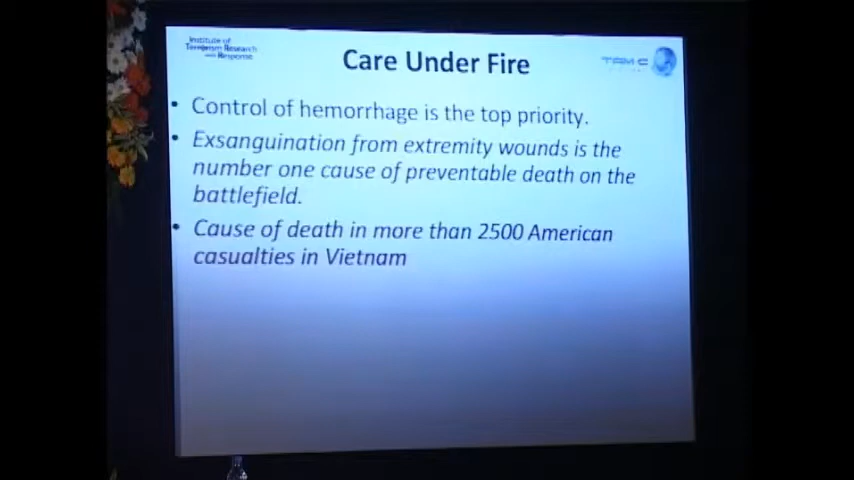 Institute of
Terrorism Research
and Response
Care Under Fire
• Control of hemorrhage is the top priority.
• Exsanguination from extremity wounds is the
number one cause of preventable death on the
battlefield.
• Cause of death in more than 2500 American
casualties in Vietnam